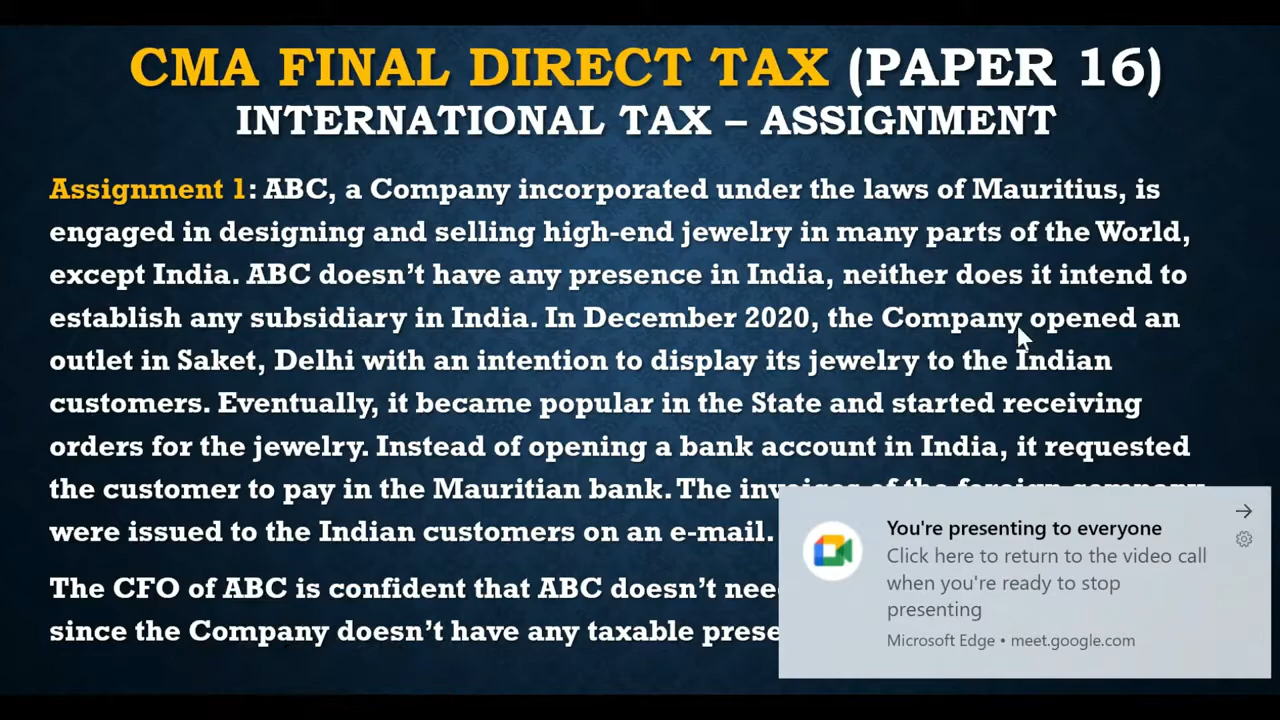 CMA FINAL DIRECT TAX (PAPER 16)
INTERNATIONAL TAX – ASSIGNMENT
Assignment 1: ABC, a Company incorporated under the laws of Mauritius, is
engaged in designing and selling high-end jewelry in many parts of the World,
except India. ABC doesn't have any presence in India, neither does it intend to
establish any subsidiary in India. In December 2020, the Company opened an
outlet in Saket, Delhi with an intention to display its jewelry to the Indian
customers. Eventually, it became popular in the State and started receiving
orders for the jewelry. Instead of opening a bank account in India, it requested
the customer to pay in the Mauritian bank. The invoices of the foreign company
were issued to the Indian customers on an e-mail.
The CFO of ABC is confident that ABC doesn't
since the Company doesn't have any taxable
You're presenting to everyone
Click here to return to the video call
when you're ready to stop
presenting
Microsoft Edge • meet.google.com